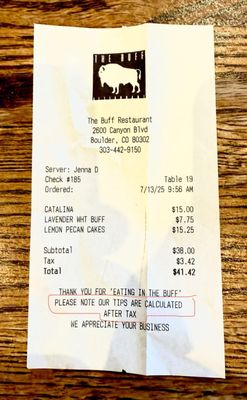 THE BUFF
The Buff Restaurant
2600 Canyon Blvd
Boulder, CO 80302
303-442-9150
Server: Jenna D
Check #185 Table 19
Ordered: 7/13/25 9:56 AM
CATALINA $15.00
LAVENDER WHT BUFF $7.75
LEMON PECAN CAKES $15.25
Subtotal $38.00
Tax $3.42
Total $41.42
THANK YOU FOR 'EATING IN THE BUFF'
PLEASE NOTE OUR TIPS ARE CALCULATED
AFTER TAX
WE APPRECIATE YOUR BUSINESS